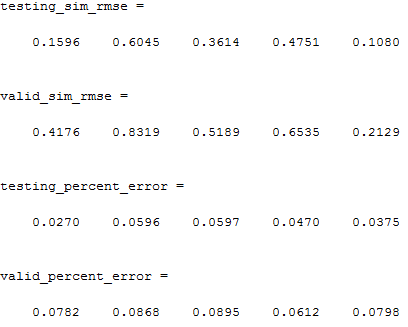 testing_sim_rmse =
0.1596 0.6045 0.3614 0.4751 0.1080
valid_sim_rmse =
0.4176 0.8319 0.5189 0.6535 0.2129
testing_percent_error =
0.0270 0.0596 0.0597 0.0470 0.0375
valid_percent_error =
0.0782 0.0868 0.0895 0.0612 0.0798